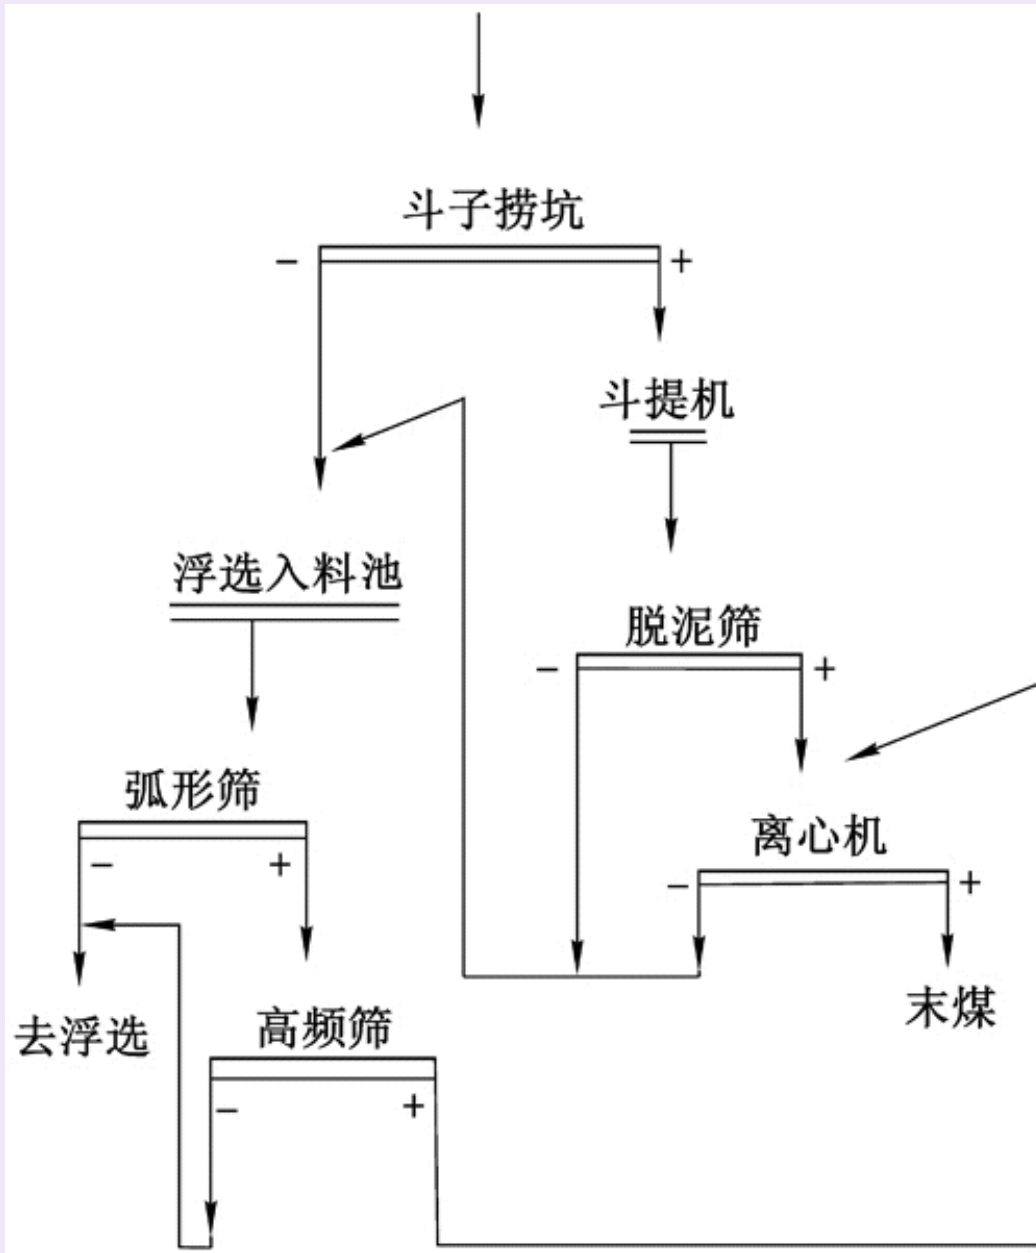 斗子捞坑
- +
斗提机
浮选入料池
脱泥筛
- +
弧形筛
- +
离心机
- +
去浮选
高频筛
- +
末煤